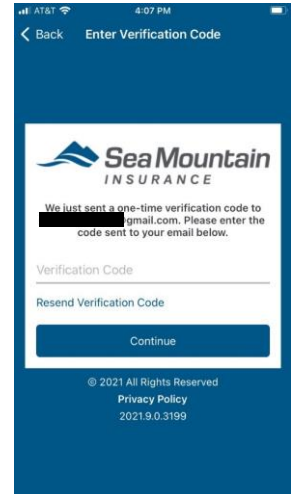 AT&T 4:07 PM
Back Enter Verification Code
Sea Mountain
INSURANCE
We just sent a one-time verification code to
@gmail.com. Please enter the
code sent to your email below.
Verification Code
Resend Verification Code
Continue
© 2021 All Rights Reserved
Privacy Policy
2021.9.0.3199